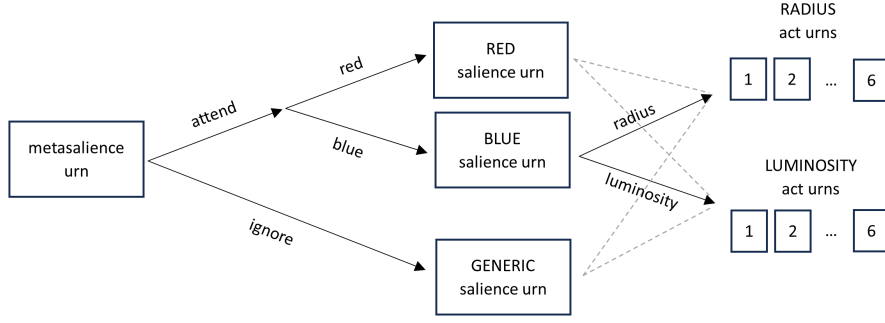 metasalience
urn
attend
ignore
red
blue
RED
salience urn
BLUE
salience urn
GENERIC
salience urn
radius
luminosity
RADIUS
act urns
1 2 ... 6
LUMINOSITY
act urns
1 2 ... 6